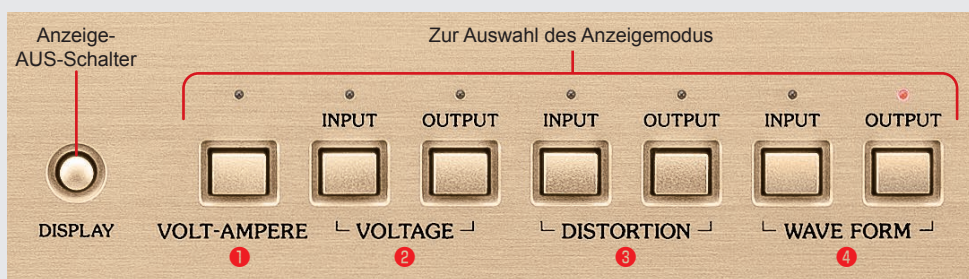 Anzeige-
AUS-Schalter
Zur Auswahl des Anzeigemodus
INPUT OUTPUT INPUT OUTPUT INPUT OUTPUT
DISPLAY VOLT-AMPERE VOLTAGE DISTORTION WAVE FORM
1 2 3 4